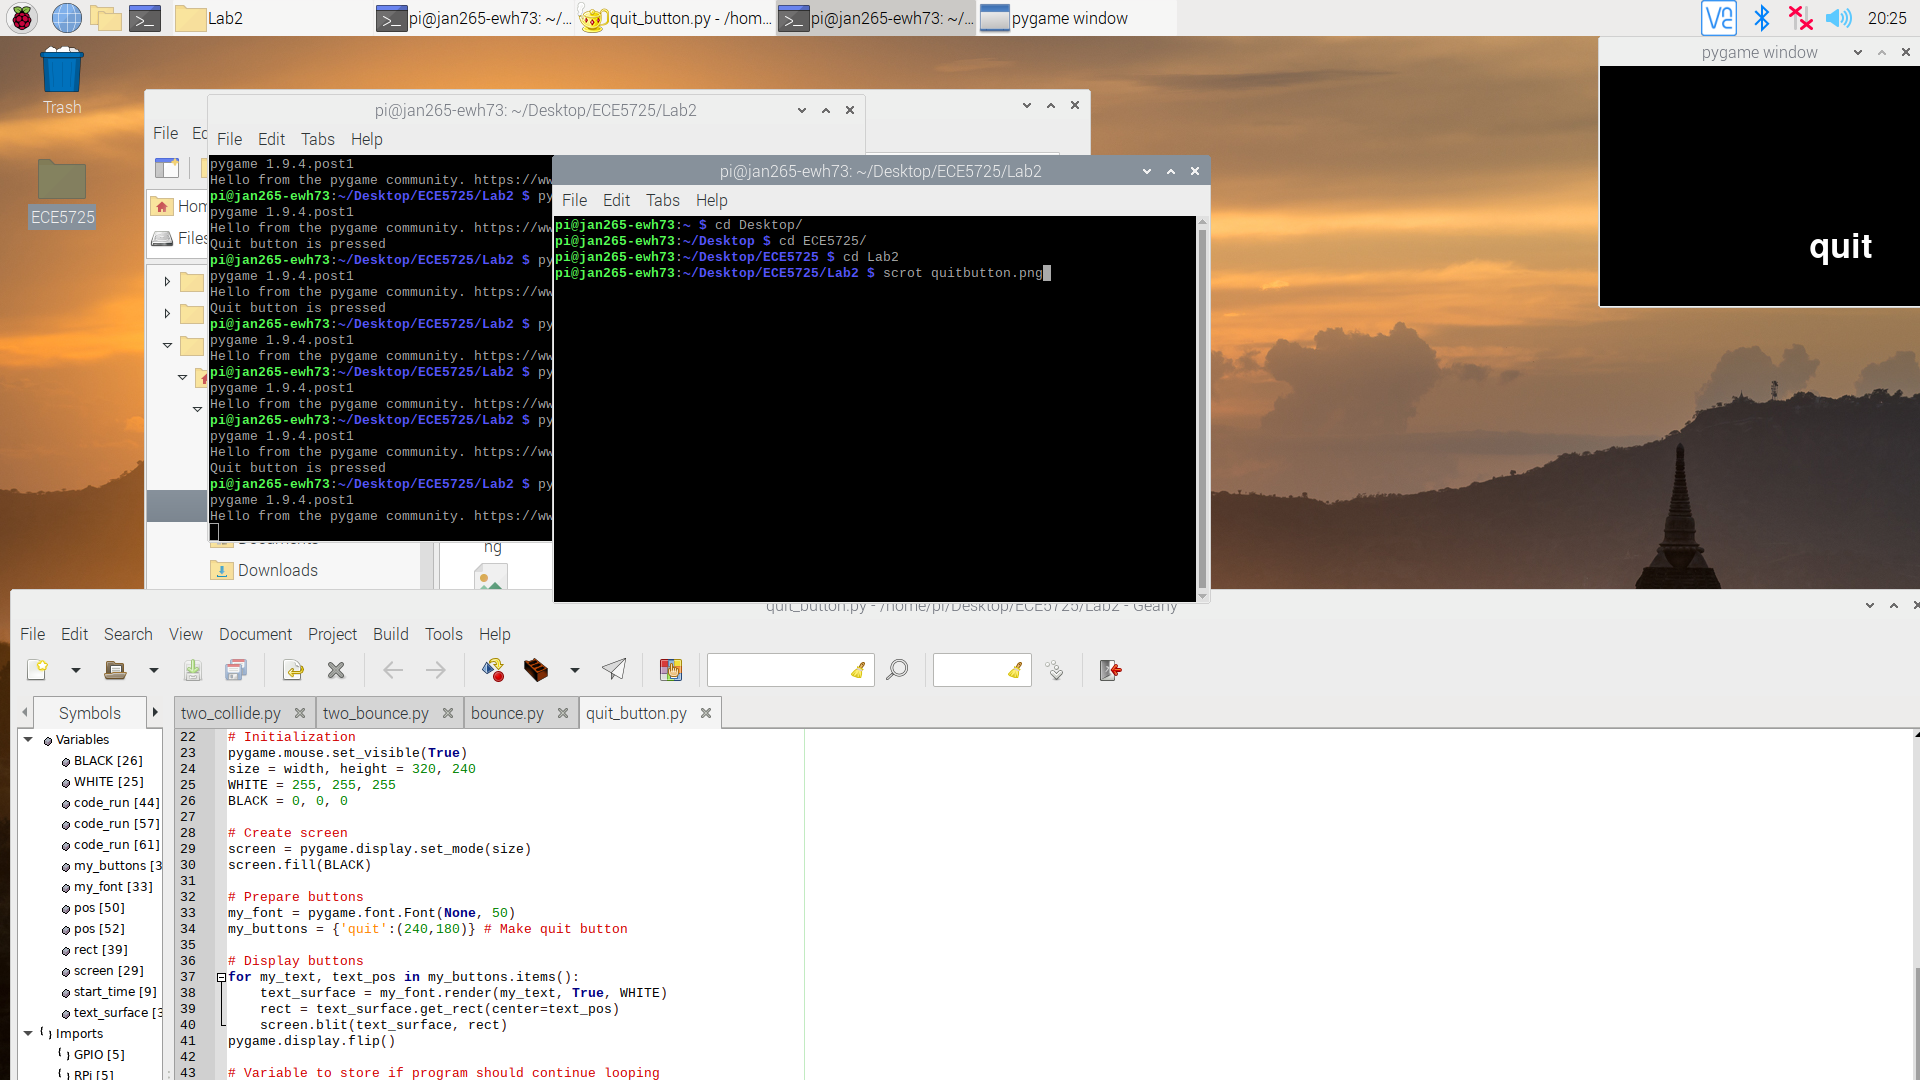 Lab2
pi@jan265-ewh73: ~/...
quit_button.py - /hom...
pi@jan265-ewh73: ~/...
pygame window
20:25
Trash
ECE5725
pygame window
quit
File
pi@jan265-ewh73: ~/Desktop/ECE5725/Lab2
File Edit Tabs Help
pygame 1.9.4.post1
Hello from the pygame community. https://ww
pi@jan265-ewh73:~/Desktop/ECE5725/Lab2 $ py
pygame 1.9.4.post1
Hello from the pygame community. https://ww
Quit button is pressed
pi@jan265-ewh73:~/Desktop/ECE5725/Lab2 $ py
pygame 1.9.4.post1
Hello from the pygame community. https://ww
Quit button is pressed
pi@jan265-ewh73:~/Desktop/ECE5725/Lab2 $ py
pygame 1.9.4.post1
Hello from the pygame community. https://ww
pi@jan265-ewh73:~/Desktop/ECE5725/Lab2 $ py
pygame 1.9.4.post1
Hello from the pygame community. https://ww
pi@jan265-ewh73:~/Desktop/ECE5725/Lab2 $ py
pygame 1.9.4.post1
Hello from the pygame community. https://ww
Quit button is pressed
pi@jan265-ewh73:~/Desktop/ECE5725/Lab2 $ py
pygame 1.9.4.post1
Hello from the pygame community. https://ww
ng
Downloads
pi@jan265-ewh73: ~/Desktop/ECE5725/Lab2
File Edit Tabs Help
pi@jan265-ewh73:~ $ cd Desktop/
pi@jan265-ewh73:~/Desktop $ cd ECE5725/
pi@jan265-ewh73:~/Desktop/ECE5725 $ cd Lab2
pi@jan265-ewh73:~/Desktop/ECE5725/Lab2 $ scrot quitbutton.png
quit_button.py - /home/pi/Desktop/ECE5725/Lab2 - Geany
File Edit Search View Document Project Build Tools Help
Symbols
two_collide.py two_bounce.py bounce.py quit_button.py
Variables
BLACK [26]
WHITE [25]
code_run [44]
code_run [57]
code_run [61]
my_buttons [3
my_font [33]
pos [50]
pos [52]
rect [39]
screen [29]
start_time [9]
text_surface [3
Imports
GPIO [5]
RPi [5]
22 # Initialization
23 pygame.mouse.set_visible(True)
24 size = width, height = 320, 240
25 WHITE = 255, 255, 255
26 BLACK = 0, 0, 0
27
28 # Create screen
29 screen = pygame.display.set_mode(size)
30 screen.fill(BLACK)
31
32 # Prepare buttons
33 my_font = pygame.font.Font(None, 50)
34 my_buttons = {'quit':(240,180)} # Make quit button
35
36 # Display buttons
37 for my_text, text_pos in my_buttons.items():
38 text_surface = my_font.render(my_text, True, WHITE)
39 rect = text_surface.get_rect(center=text_pos)
40 screen.blit(text_surface, rect)
41 pygame.display.flip()
42
43 # Variable to store if program should continue looping